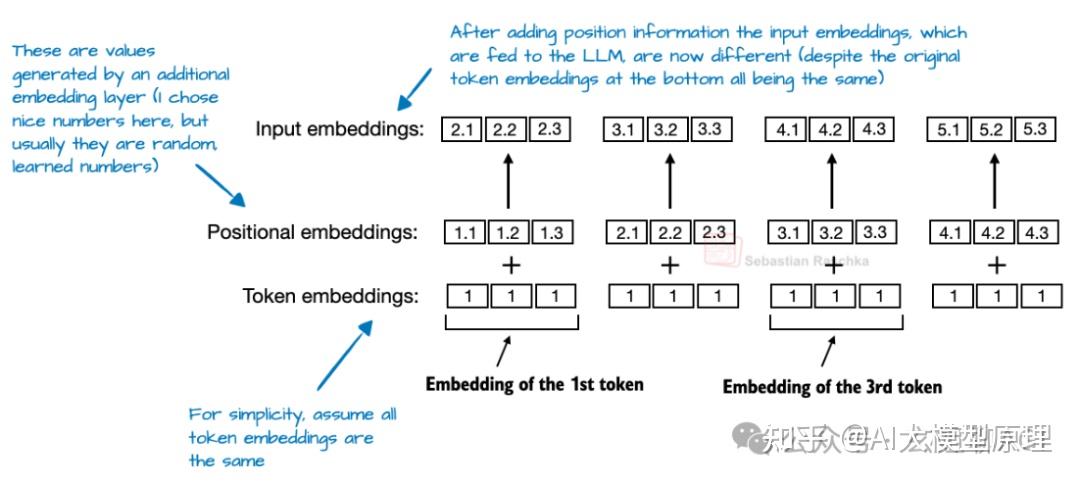 These are values
generated by an additional
embedding layer (I chose
nice numbers here, but
usually they are random,
learned numbers)
After adding position information the input embeddings, which
are fed to the LLM, are now different (despite the original
token embeddings at the bottom all being the same)
Input embeddings: 2.1 2.2 2.3 3.1 3.2 3.3 4.1 4.2 4.3 5.1 5.2 5.3
Positional embeddings: 1.1 1.2 1.3 2.1 2.2 2.3 3.1 3.2 3.3 4.1 4.2 4.3
+ + + +
Sebastian Raschka
Token embeddings: 1 1 1 1 1 1 1 1 1 1 1 1
Embedding of the 1st token
Embedding of the 3rd token
For simplicity, assume all
token embeddings are
the same
知乎 @AI大模型原理